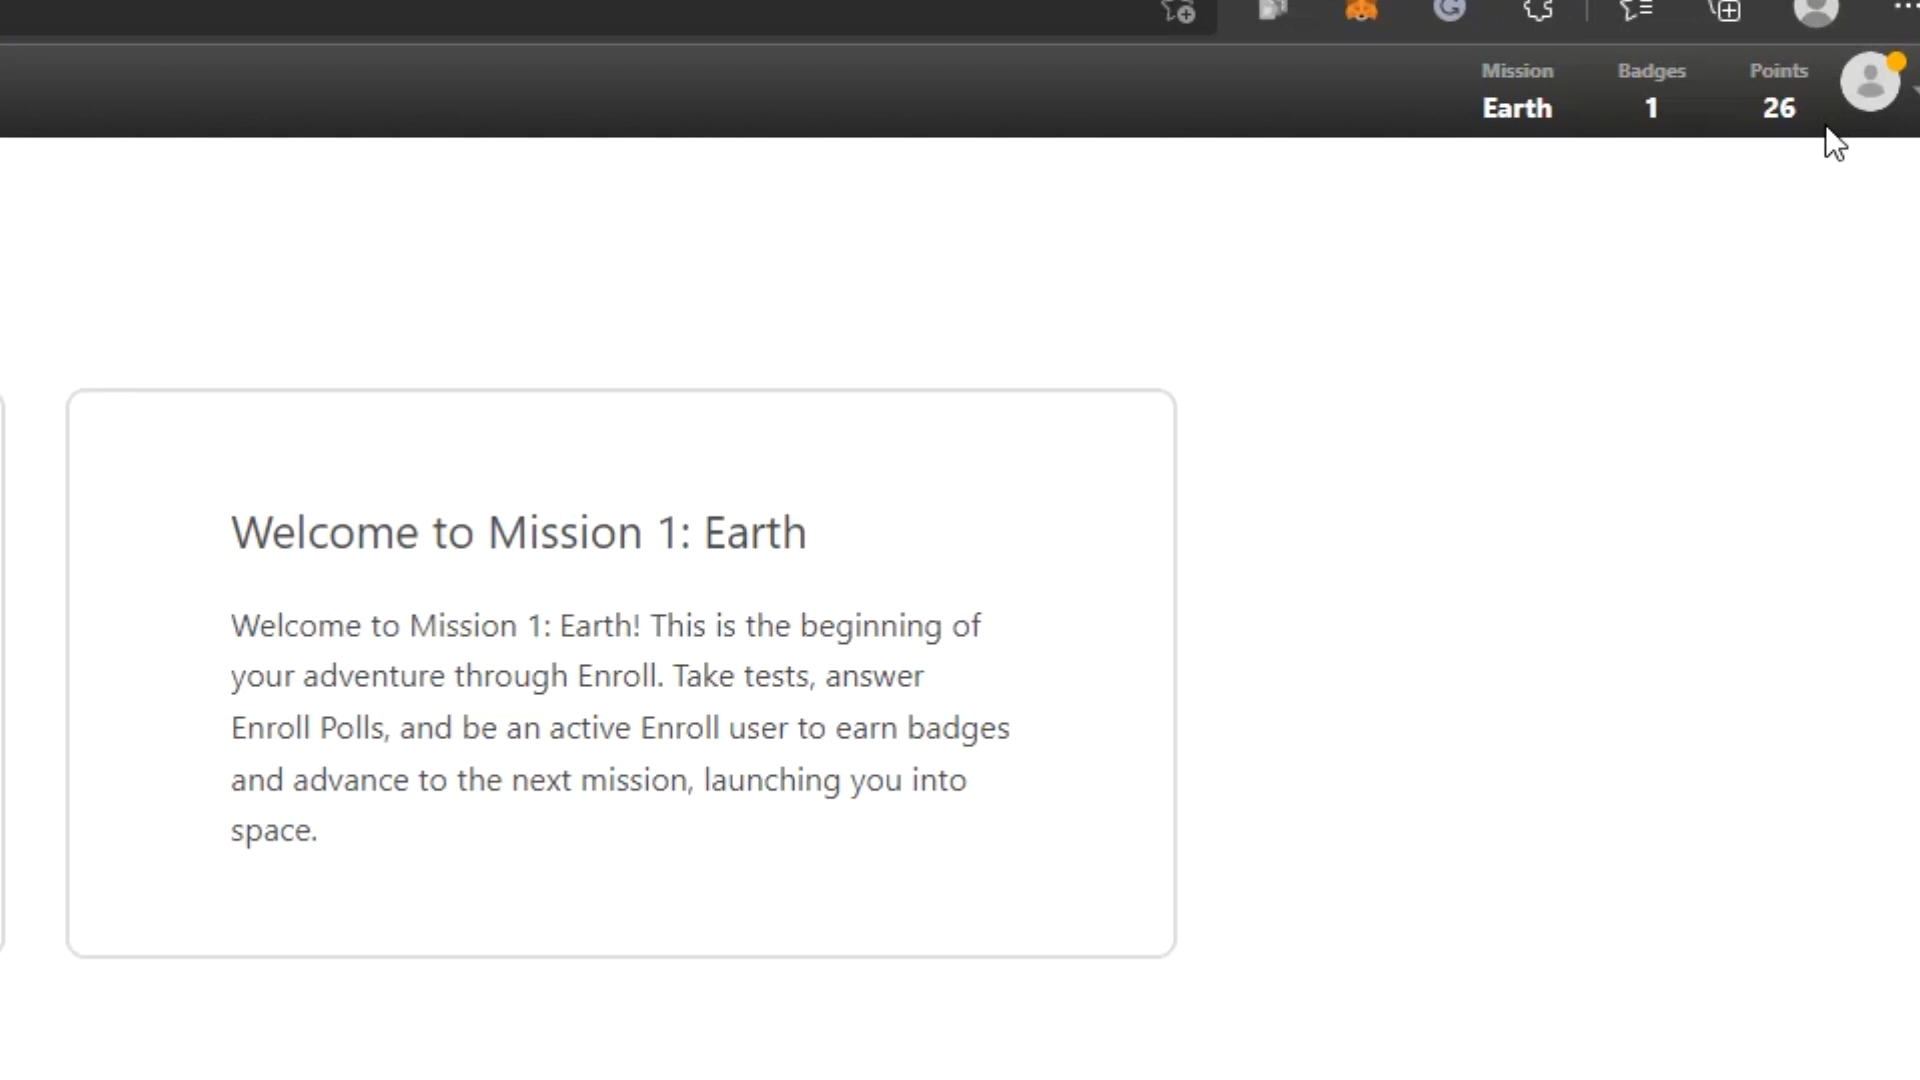 Mission Badges Points
Earth 1 26
Welcome to Mission 1: Earth
Welcome to Mission 1: Earth! This is the beginning of
your adventure through Enroll. Take tests, answer
Enroll Polls, and be an active Enroll user to earn badges
and advance to the next mission, launching you into
space.